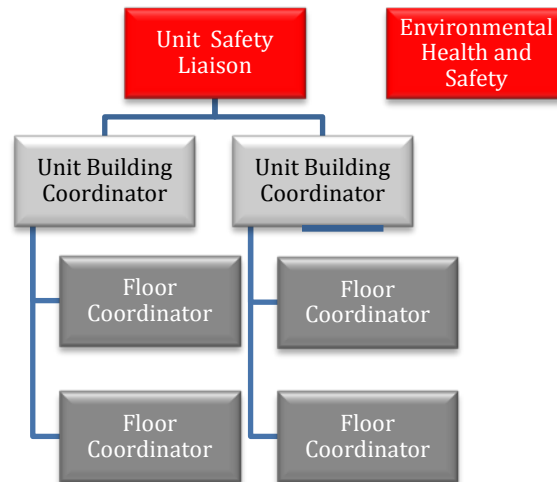 Unit Safety
Liaison
Environmental
Health and
Safety
Unit Building
Coordinator
Unit Building
Coordinator
Floor
Coordinator
Floor
Coordinator
Floor
Coordinator
Floor
Coordinator